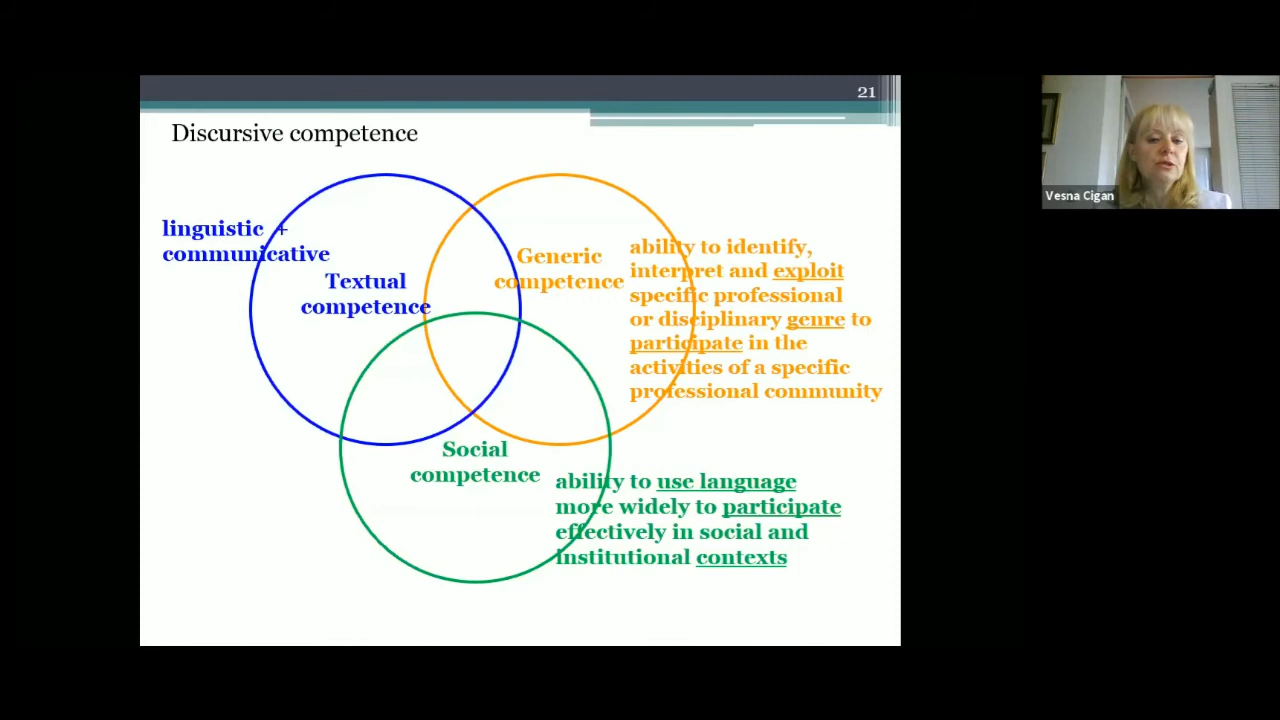 21
Discursive competence
linguistic +
communicative
Textual
competence
Generic
competence
ability to identify,
interpret and exploit
specific professional
or disciplinary genre to
participate in the
activities of a specific
professional community
Social
competence
ability to use language
more widely to participate
effectively in social and
institutional contexts
Vesna Cigan